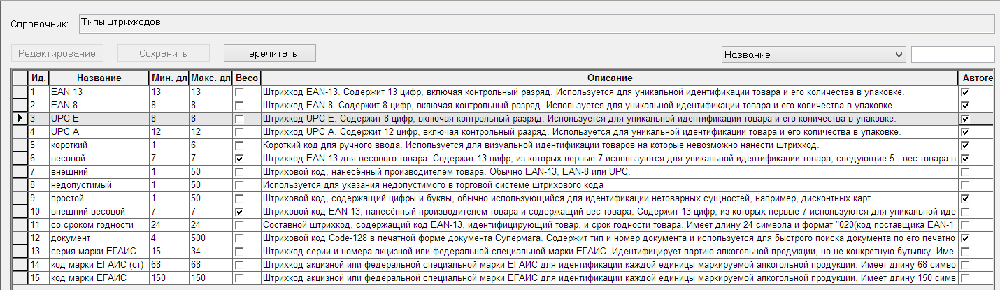 Справочник: Типы штрихкодов
Редактирование Сохранить Перечитать Название
Ид. Название Мин. дл Макс. дл Весо Описание Автоге
1 EAN 13 13 13 Штрихкод EAN-13. Содержит 13 цифр, включая контрольный разряд. Используется для уникальной идентификации товара и его количества в упаковке.
2 EAN 8 8 8 Штрихкод EAN-8. Содержит 8 цифр, включая контрольный разряд. Используется для уникальной идентификации товара и его количества в упаковке.
3 UPC E 8 8 Штрихкод UPC E. Содержит 8 цифр, включая контрольный разряд. Используется для уникальной идентификации товара и его количества в упаковке.
4 UPC A 12 12 Штрихкод UPC A. Содержит 12 цифр, включая контрольный разряд. Используется для уникальной идентификации товара и его количества в упаковке.
5 короткий 1 6 Короткий код для ручного ввода. Используется для визуальной идентификации товаров на которые невозможно нанести штрихкод.
6 весовой 7 7 Штрихкод EAN-13 для весового товара. Содержит 13 цифр, из которых первые 7 используются для уникальной идентификации товара, следующие 5 - вес товара в
7 внешний 1 50 Штриховой код, нанесённый производителем товара. Обычно EAN-13, EAN-8 или UPC.
8 недопустимый 1 50 Используется для указания недопустимого в торговой системе штрихового кода
9 простой 1 50 Штриховой код, содержащий цифры и буквы, обычно использующийся для идентификации нетоварных сущностей, например, дисконтных карт.
10 внешний весовой 7 7 Штриховой код EAN-13, нанесённый производителем товара и содержащий вес товара. Содержит 13 цифр, из которых первые 7 используются для уникальной иде
11 со сроком годности 24 24 Составной штрихкод, содержащий код EAN-13, идентифицирующий товар, и срок годности товара. Имеет длину 24 символа и формат "020(код поставщика EAN-1
12 документ 4 500 Штриховой код Code-128 в печатной форме документа Супермага. Содержит тип и номер документа и используется для быстрого поиска документа по его печатно
13 серия марки ЕГАИС 15 34 Штрихкод серии и номера акцизной или федеральной специальной марки ЕГАИС. Идентифицирует партию алкогольной продукции, но не конкретную бутылку. Име
14 код марки ЕГАИС (ст) 68 68 Штрихкод акцизной или федеральной специальной марки ЕГАИС для идентификации каждой единицы маркируемой алкогольной продукции. Имеет длину 68 симво
15 код марки ЕГАИС 150 150 Штрихкод акцизной или федеральной специальной марки ЕГАИС для идентификации каждой единицы маркируемой алкогольной продукции. Имеет длину 150 симв